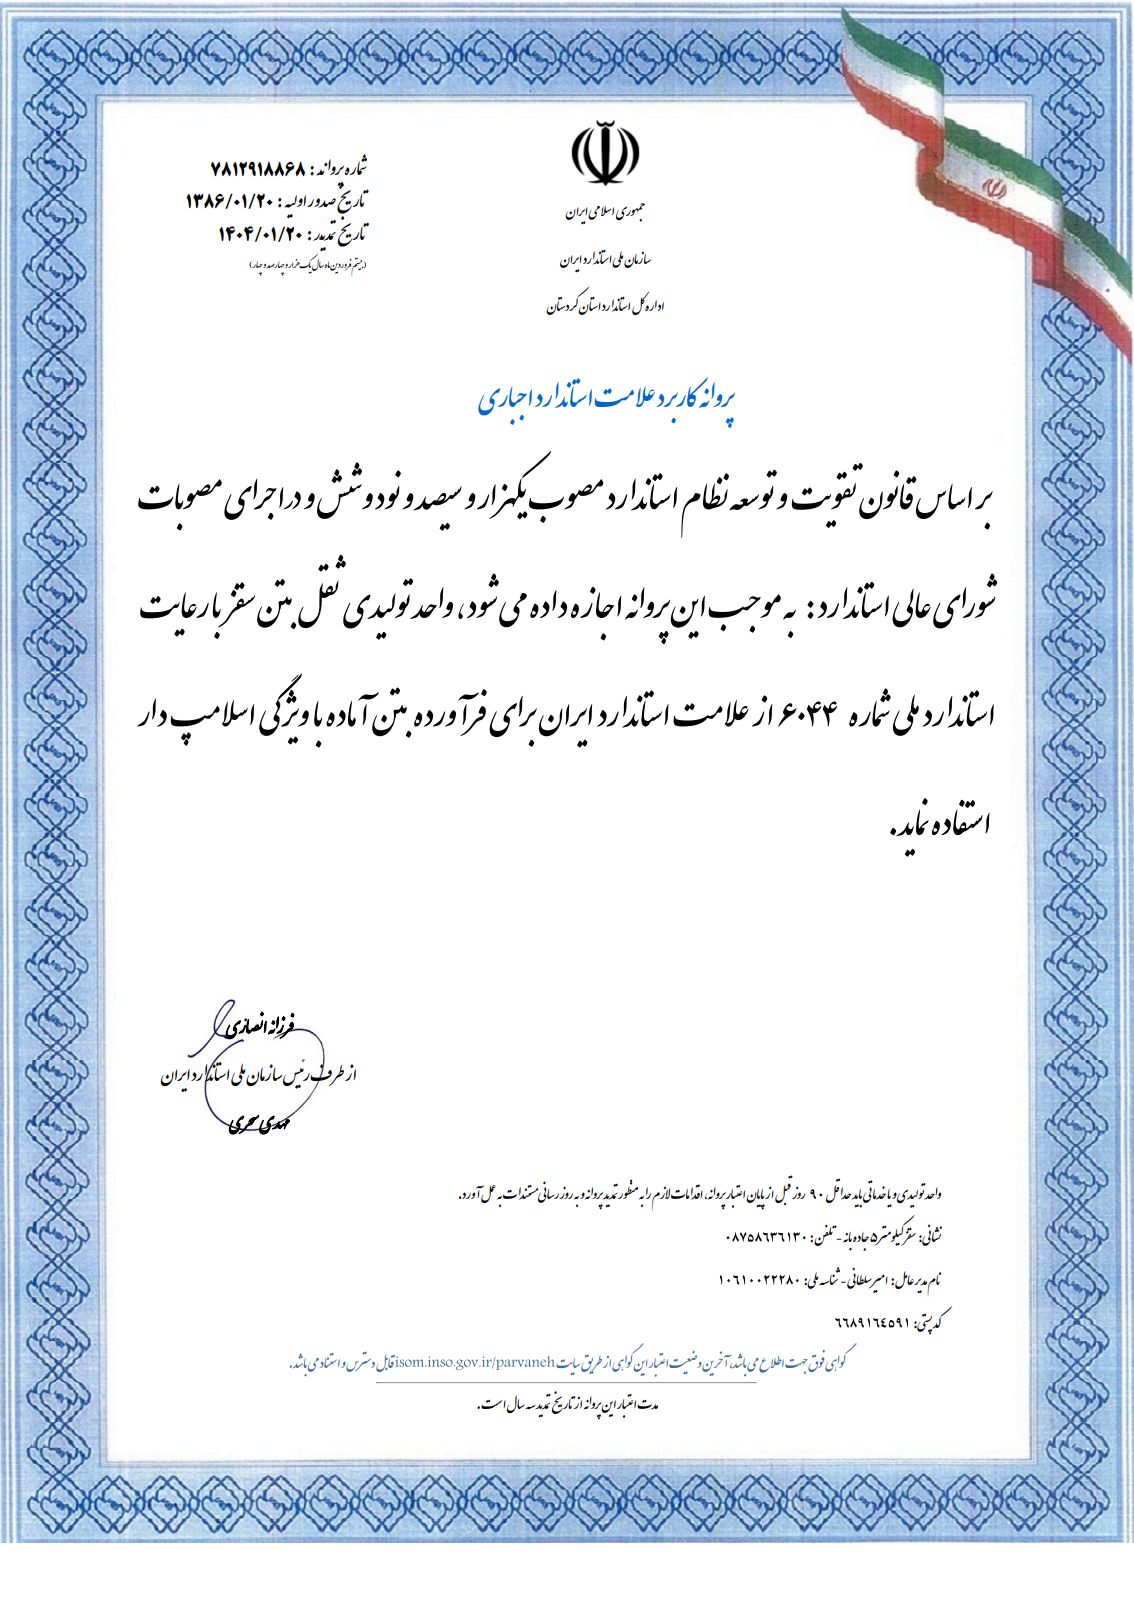 جمهوری اسلامی ایران
سازمان ملی استاندارد ایران
اداره کل استاندارد استان کردستان
شماره پروانه : ۷۸۱۲۹۱۸۸۶۸
تاریخ صدور اولیه : ۱۳۸۶/۰۱/۲۰
تاریخ تمدید : ۱۴۰۴/۰۱/۲۰
(بیستم فروردین ماه سال یک هزار و چهارصد و چهار)
پروانه کاربرد علامت استاندارد اجباری
بر اساس قانون تقویت و توسعه نظام استاندارد مصوب یکهزار و سیصد و نود و شش و در اجرای مصوبات
شورای عالی استاندارد : به موجب این پروانه اجازه داده می شود، واحد تولیدی ثقل بتن سقز با رعایت
استاندارد ملی شماره ۶۰۴۴ از علامت استاندارد ایران برای فرآورده بتن آماده با ویژگی اسلامپ دار
استفاده نماید.
فرزانه انصاری
از طرف رئیس سازمان ملی استاندارد ایران
مهدی سحری
واحد تولیدی و یا خدماتی باید حداقل ۹۰ روز قبل از پایان اعتبار پروانه، اقدامات لازم را به منظور تمدید پروانه و به روز رسانی مستندات به عمل آورد.
نشانی: سقز کیلومتر۵ جاده بانه - تلفن: ۰۸۷۵۸۶۳۶۱۳۰
نام مدیر عامل: امیر سلطانی - شناسه ملی: ۱۰۶۱۰۰۲۲۲۸۰
کد پستی: ۶۶۸۹۱۶٤۵۹۱
گواهی فوق جهت اطلاع می باشد، آخرین وضعیت اعتبار این گواهی از طریق سایت isom.inso.gov.ir/parvaneh قابل دسترس و استناد می باشد.
مدت اعتبار این پروانه از تاریخ تمدید سه سال است.